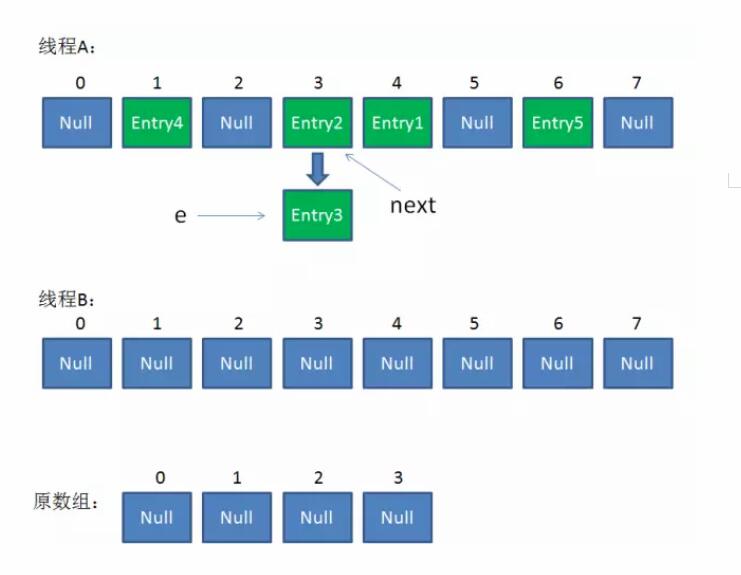 线程A：
0 1 2 3 4 5 6 7
Null Entry4 Null Entry2 Entry1 Null Entry5 Null
e Entry3 next
线程B：
0 1 2 3 4 5 6 7
Null Null Null Null Null Null Null Null
0 1 2 3
原数组： Null Null Null Null